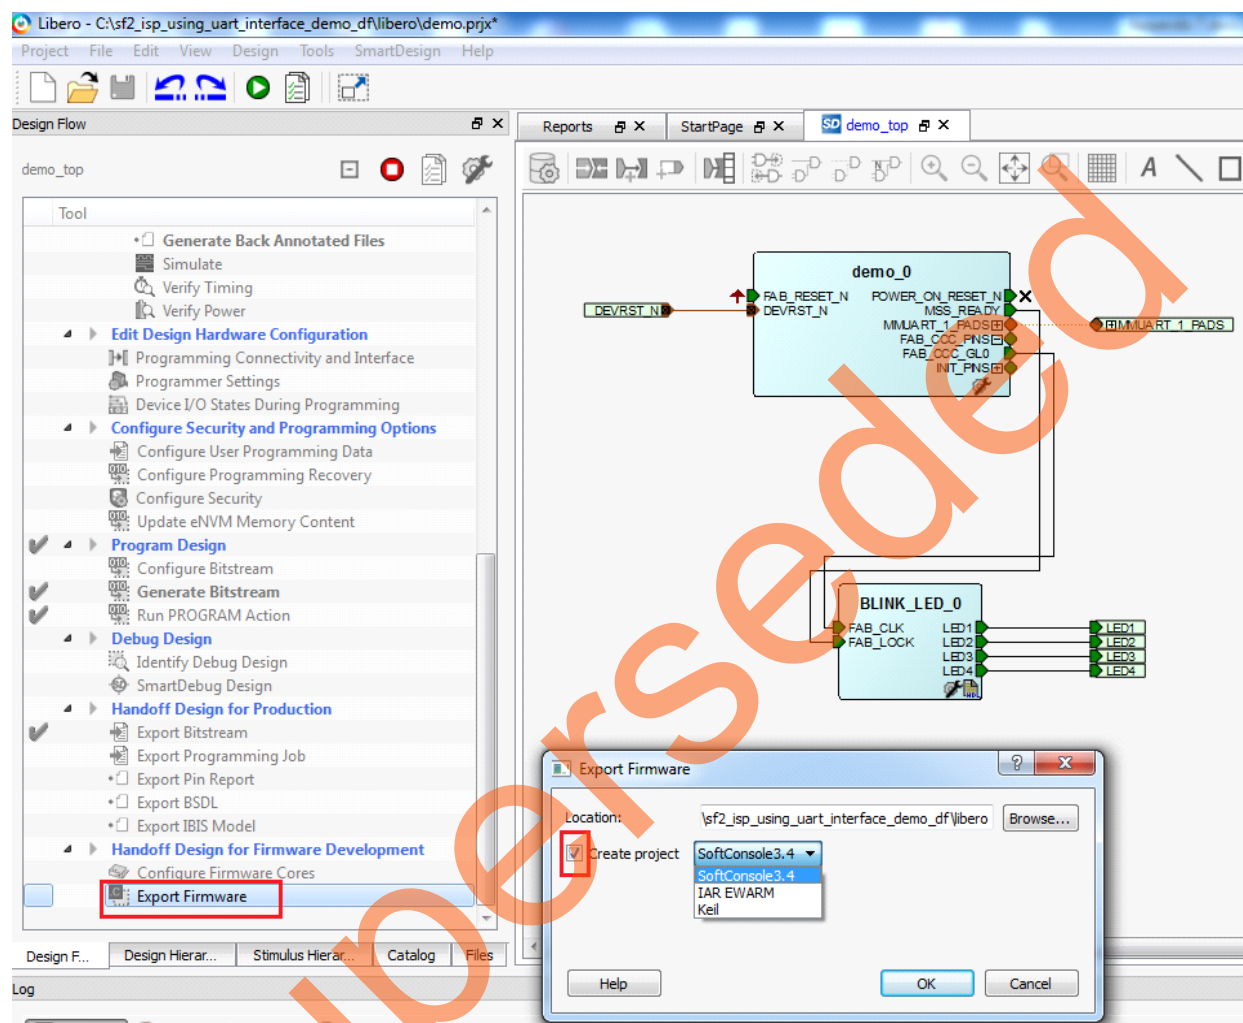 Libero - C:\sf2_isp_using_uart_interface_demo_df\libero\demo.prjx*
Project File Edit View Design Tools SmartDesign Help
Design Flow
Reports
StartPage
SD demo_top
demo_top
Tool
Generate Back Annotated Files
Simulate
Verify Timing
Verify Power
Edit Design Hardware Configuration
Programming Connectivity and Interface
Programmer Settings
Device I/O States During Programming
Configure Security and Programming Options
Configure User Programming Data
Configure Programming Recovery
Configure Security
Update eNVM Memory Content
Program Design
Configure Bitstream
Generate Bitstream
Run PROGRAM Action
Debug Design
Identify Debug Design
SmartDebug Design
Handoff Design for Production
Export Bitstream
Export Programming Job
Export Pin Report
Export BSDL
Export IBIS Model
Handoff Design for Firmware Development
Configure Firmware Cores
Export Firmware
Design F...
Design Hierar...
Stimulus Hierar...
Catalog
Files
Log
demo_0
FAB_RESET_N POWER_ON_RESET_N
DEVRST_N DEVRST_N MSS_READY
MMUART_1_PADS MMUART_1_PADS
FAB_CCC_PINS
FAB_CCC_GL0
INIT_PINS
BLINK_LED_0
FAB_CLK LED1 LED1
FAB_LOCK LED2 LED2
LED3 LED3
LED4 LED4
Export Firmware
Location: \sf2_isp_using_uart_interface_demo_df\libero Browse...
Create project SoftConsole3.4
SoftConsole3.4
IAR EWARM
Keil
Help OK Cancel
perseded